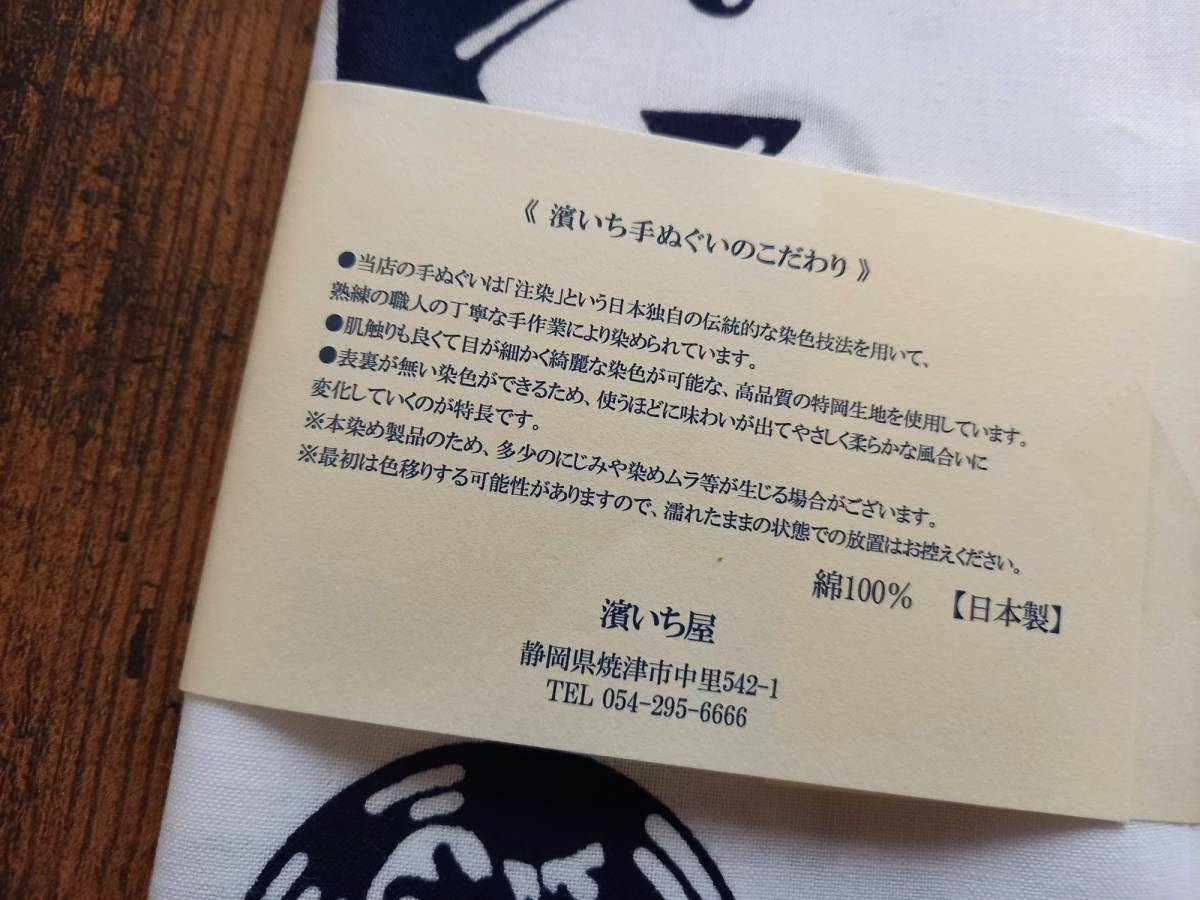 《 濱いち手ぬぐいのこだわり 》
●当店の手ぬぐいは「注染」という日本独自の伝統的な染色技法を用いて、
熟練の職人の丁寧な手作業により染められています。
●肌触りも良くて目が細かく綺麗な染色が可能な、高品質の特岡生地を使用しています。
●表裏が無い染色ができるため、使うほどに味わいが出てやさしく柔らかな風合いに
変化していくのが特長です。
※本染め製品のため、多少のにじみや染めムラ等が生じる場合がございます。
※最初は色移りする可能性がありますので、濡れたままの状態での放置はお控えください。
綿100% 【日本製】
濱いち屋
静岡県焼津市中里542-1
TEL 054-295-6666